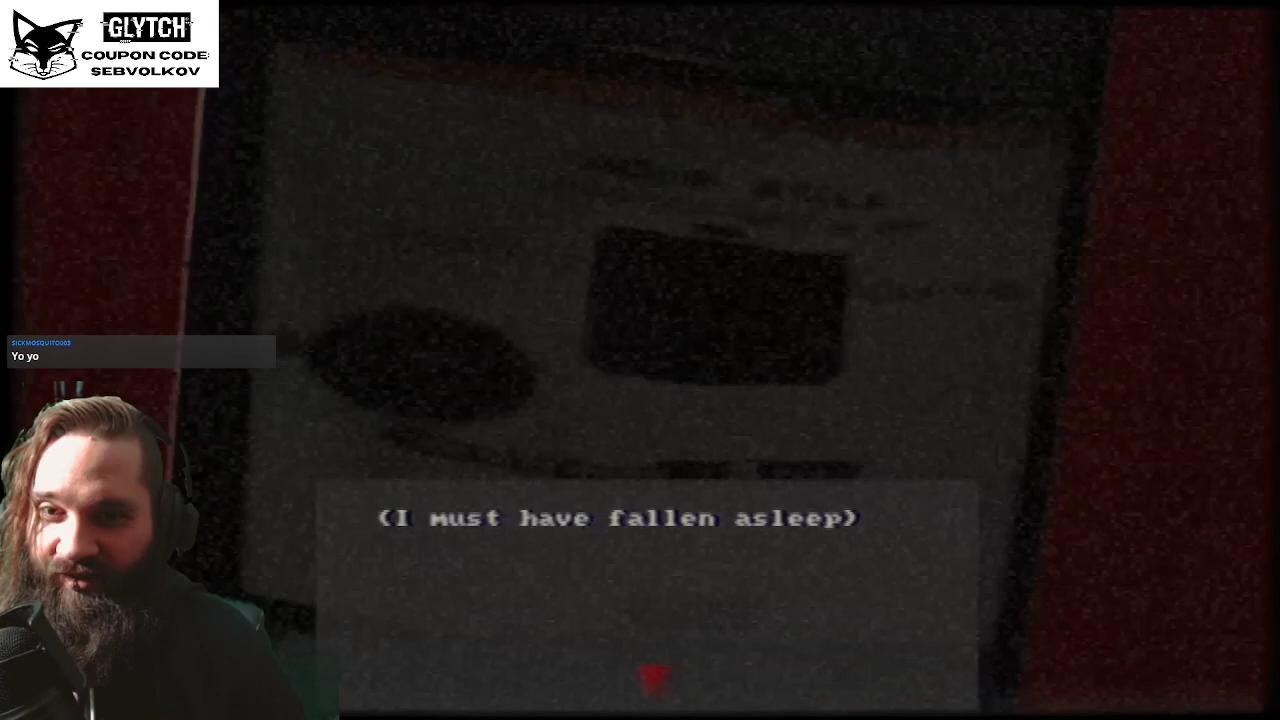 GLYTCH
COUPON CODE:
SEBVOLKOV
SICKMOSQUITO003
Yo yo
(I must have fallen asleep)